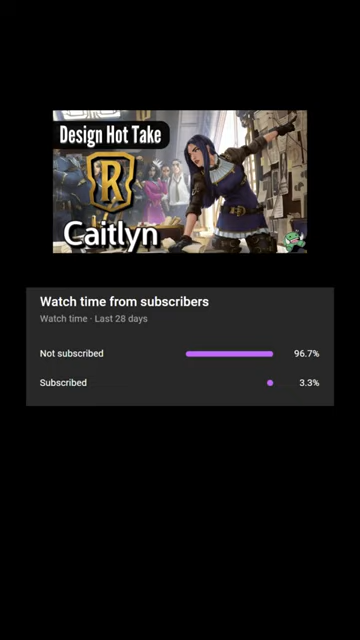 Design Hot Take
R
Caitlyn
Watch time from subscribers
Watch time · Last 28 days
Not subscribed 96.7%
Subscribed 3.3%